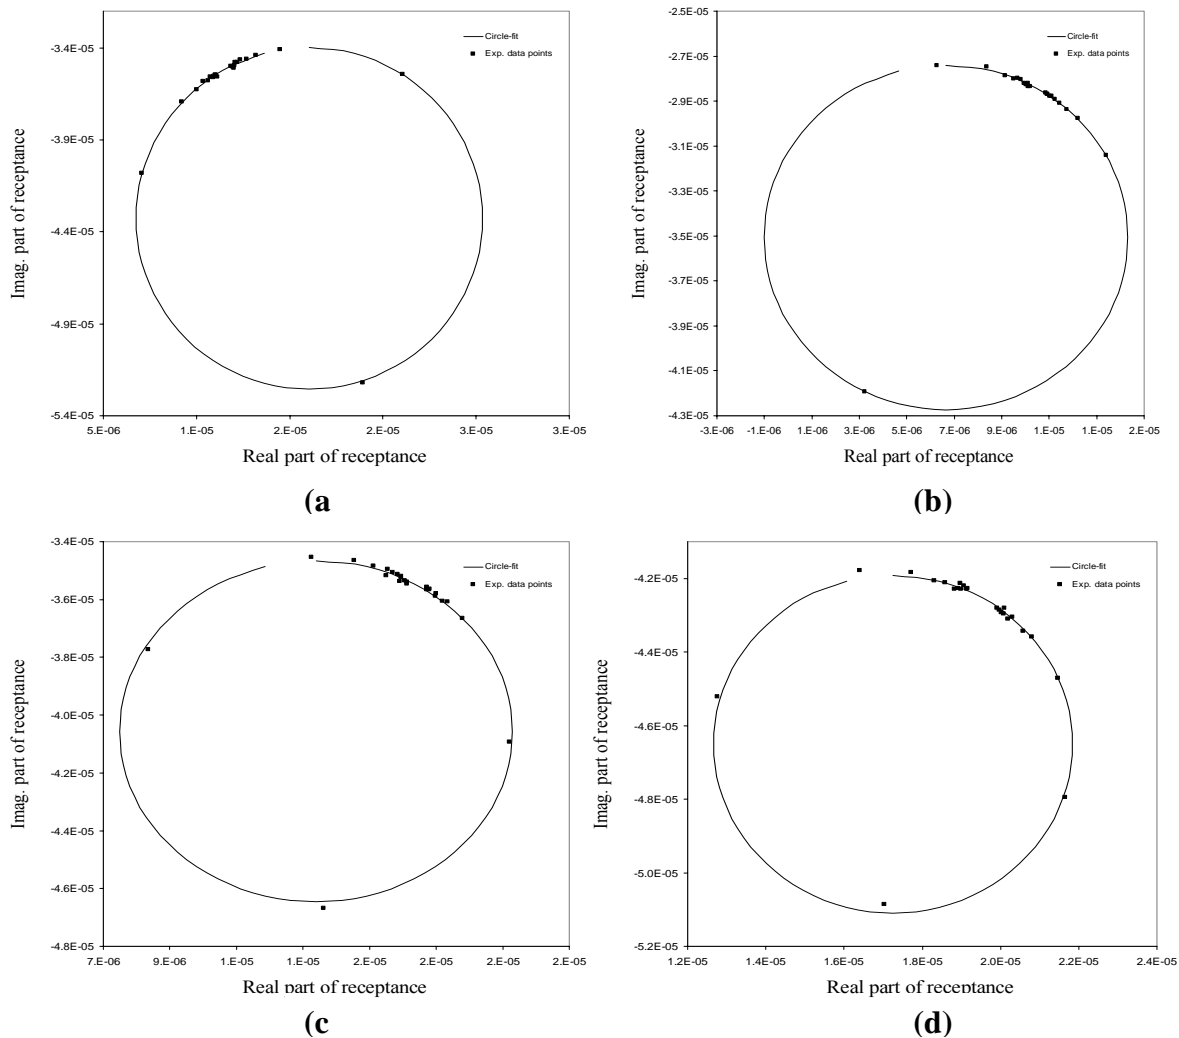 -3.4E-05
-3.9E-05
-4.4E-05
-4.9E-05
-5.4E-05
Imag. part of receptance
Circle-fit
Exp. data points
5.E-06 1.E-05 2.E-05 2.E-05 3.E-05 3.E-05
Real part of receptance
(a
-2.5E-05
-2.7E-05
-2.9E-05
-3.1E-05
-3.3E-05
-3.5E-05
-3.7E-05
-3.9E-05
-4.1E-05
-4.3E-05
Imag. part of receptance
Circle-fit
Exp. data points
-3.E-06 -1.E-06 1.E-06 3.E-06 5.E-06 7.E-06 9.E-06 1.E-05 1.E-05 2.E-05
Real part of receptance
(b)
-3.4E-05
-3.6E-05
-3.8E-05
-4.0E-05
-4.2E-05
-4.4E-05
-4.6E-05
-4.8E-05
Imag. part of receptance
Circle-fit
Exp. data points
7.E-06 9.E-06 1.E-05 1.E-05 2.E-05 2.E-05 2.E-05 2.E-05
Real part of receptance
(c
-4.2E-05
-4.4E-05
-4.6E-05
-4.8E-05
-5.0E-05
-5.2E-05
Imag. part of receptance
Circle-fit
Exp. data points
1.2E-05 1.4E-05 1.6E-05 1.8E-05 2.0E-05 2.2E-05 2.4E-05
Real part of receptance
(d)